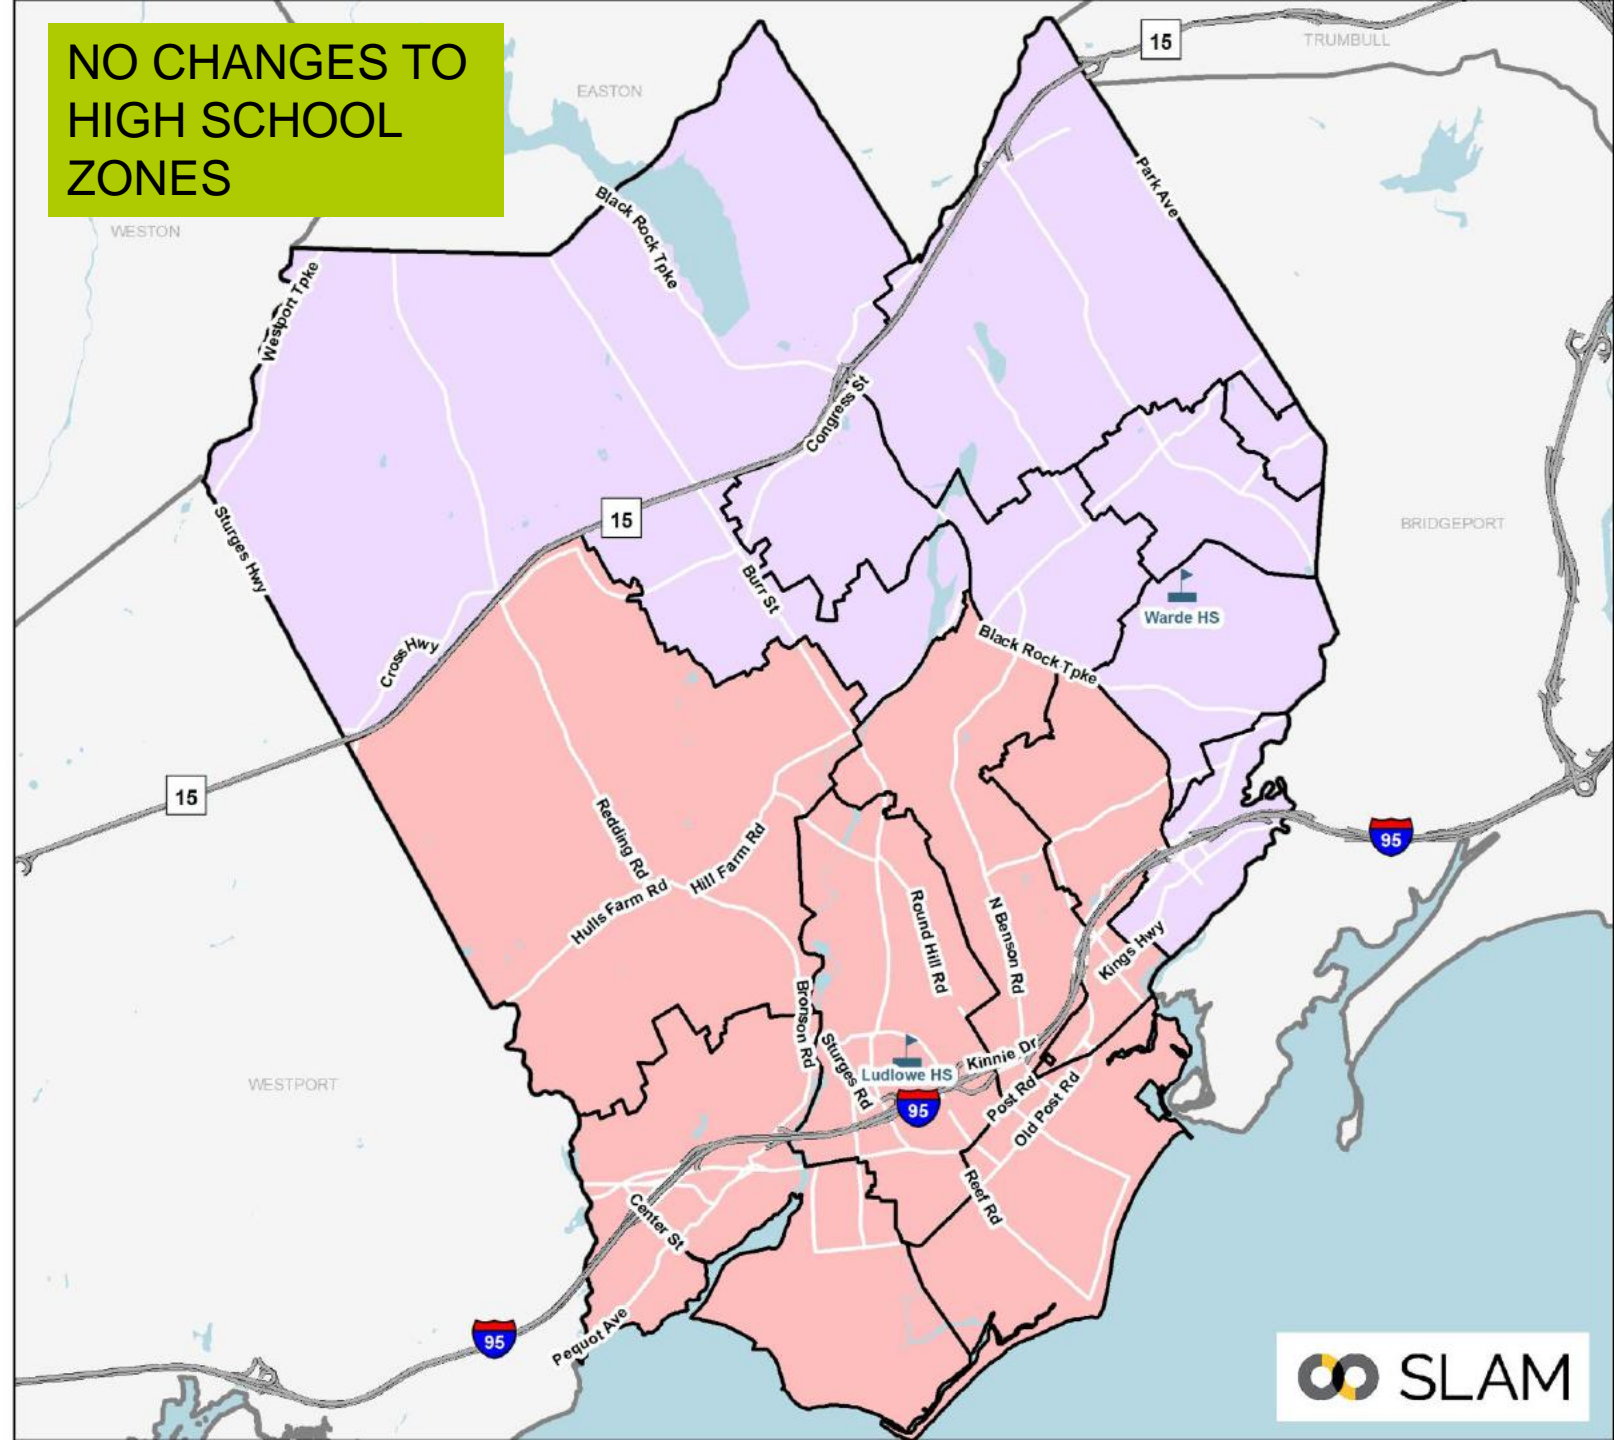 NO CHANGES TO
HIGH SCHOOL
ZONES
15
TRUMBULL
EASTON
Park Ave
Black Rock Tpke
WESTON
Westport Tpke
Congress St
15
BRIDGEPORT
Sturges Hwy
Burr St
Warde HS
Cross Hwy
Black Rock Tpke
15
95
Redding Rd
Hill Farm Rd
Hulls Farm Rd
Round Hill Rd
N Benson Rd
Kings Hwy
Bronson Rd
Sturges Rd
Kinnie Dr
Ludlowe HS
WESTPORT
95
Post Rd
Old Post Rd
Reef Rd
Center St
95
Pequot Ave
SLAM